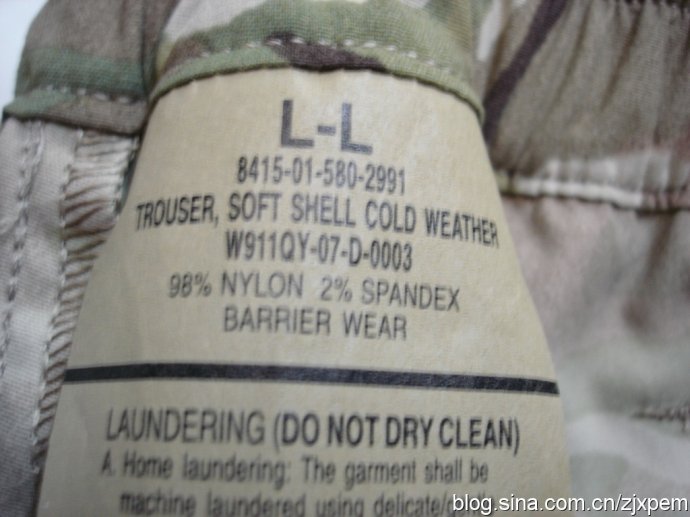 L-L
8415-01-580-2991
TROUSER, SOFT SHELL COLD WEATHER
W911QY-07-D-0003
98% NYLON 2% SPANDEX
BARRIER WEAR
LAUNDERING (DO NOT DRY CLEAN)
A. Home laundering: The garment shall be
machine laundered using delicate/
blog.sina.com.cn/zjxpem